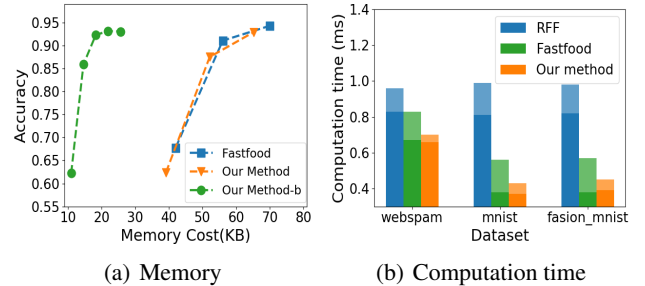 0.95
0.90
0.85
0.80
0.75
0.70
0.65
0.60
0.55
Accuracy
Fastfood
Our Method
Our Method-b
10 20 30 40 50 60 70 80
Memory Cost(KB)
(a) Memory
1.4
1.2
1.0
0.8
0.6
0.4
Computation time (ms)
RFF
Fastfood
Our method
webspam mnist fasion_mnist
Dataset
(b) Computation time